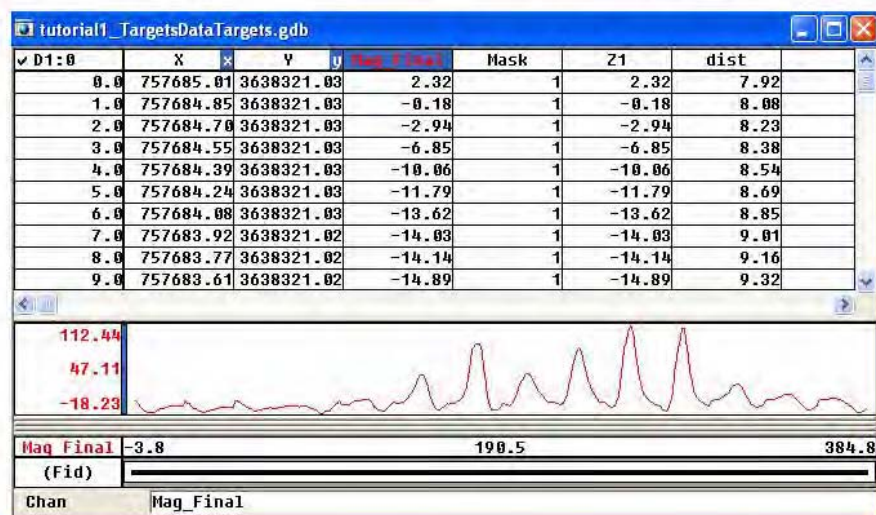 tutorial1_TargetsDataTargets.gdb
✓ D1:0 X x Y y Mag_Final Mask Z1 dist
0.0 757685.01 3638321.03 2.32 1 2.32 7.92
1.0 757684.85 3638321.03 -0.18 1 -0.18 8.08
2.0 757684.70 3638321.03 -2.94 1 -2.94 8.23
3.0 757684.55 3638321.03 -6.85 1 -6.85 8.38
4.0 757684.39 3638321.03 -10.06 1 -10.06 8.54
5.0 757684.24 3638321.03 -11.79 1 -11.79 8.69
6.0 757684.08 3638321.03 -13.62 1 -13.62 8.85
7.0 757683.92 3638321.02 -14.03 1 -14.03 9.01
8.0 757683.77 3638321.02 -14.14 1 -14.14 9.16
9.0 757683.61 3638321.02 -14.89 1 -14.89 9.32
112.44
47.11
-18.23
Mag_Final -3.8 190.5 384.8
(Fid)
Chan Mag_Final